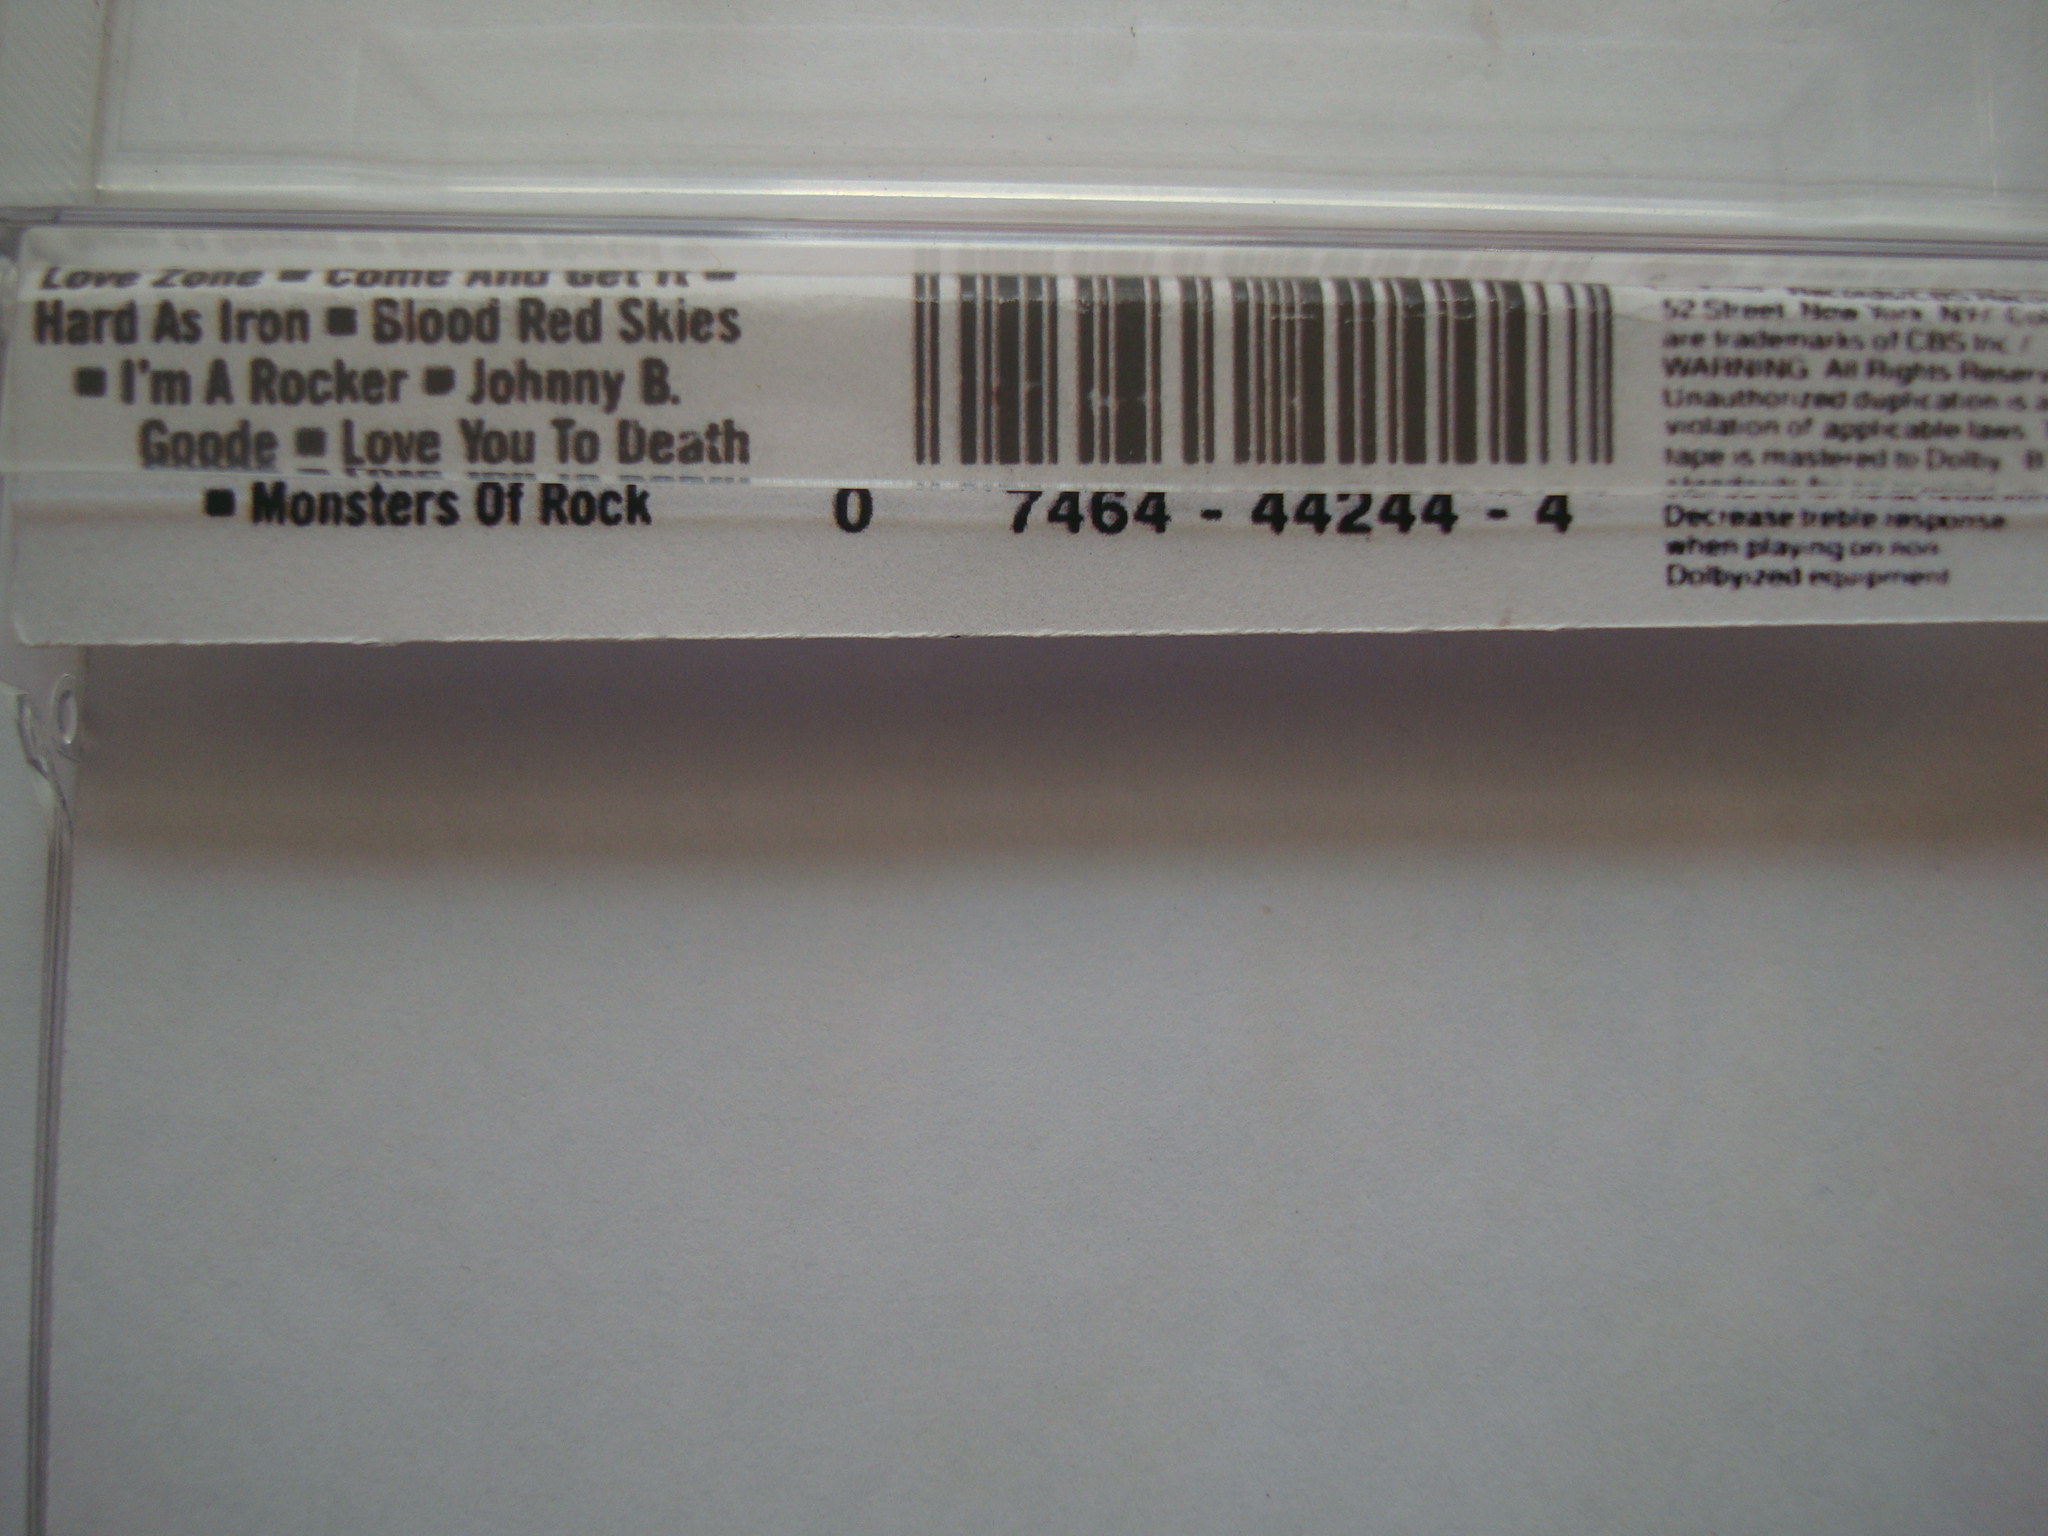 Love Zone ■ Come And Get It ■
Hard As Iron ■ Blood Red Skies
■ I'm A Rocker ■ Johnny B.
Goode ■ Love You To Death
■ Monsters Of Rock
0 7464 - 44244 - 4
52 Street, New York, NY/
are trademarks of CBS Inc /
WARNING: All Rights
Unauthorized duplication is a
violation of applicable laws.
tape is mastered to Dolby B
Decrease treble response
when playing on non
Dolbyized equipment